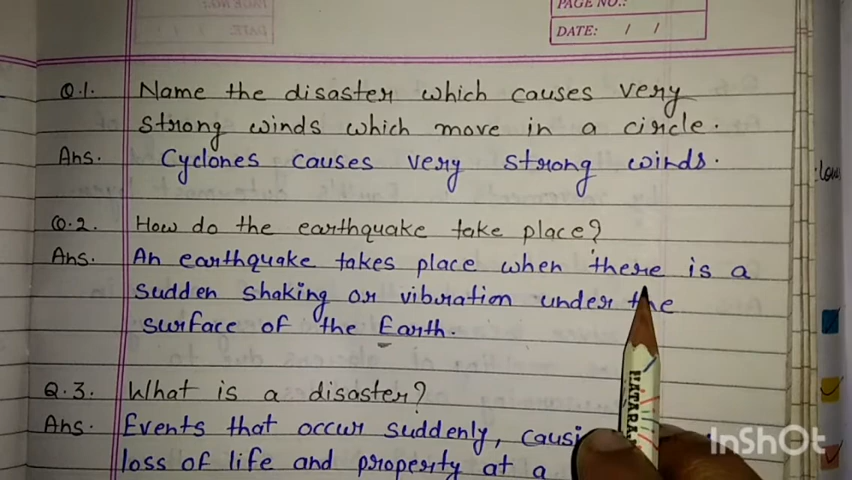 PAGE NO.:
DATE: / /
Q.1. Name the disaster which causes very
strong winds which move in a circle.
Ans. Cyclones causes very strong winds.
Q.2. How do the earthquake take place?
Ans. An earthquake takes place when there is a
sudden shaking or vibration under the
surface of the Earth.
Q.3. What is a disaster?
Ans. Events that occur suddenly,
loss of life and property at a
NATARAJ
InShOt